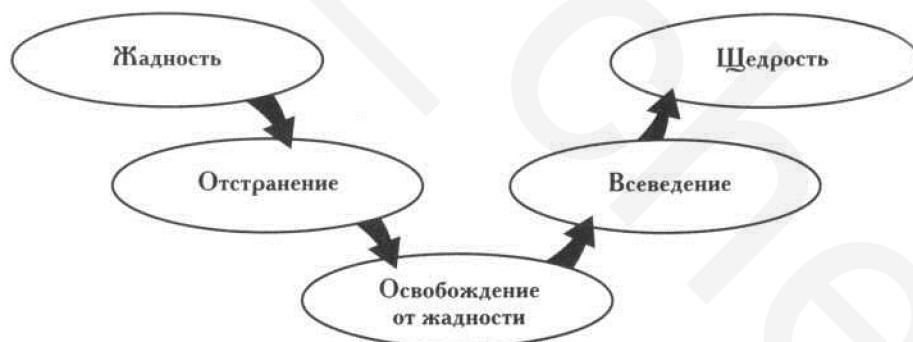 Жадность
Щедрость
Отстранение
Всеведение
Освобождение
от жадности